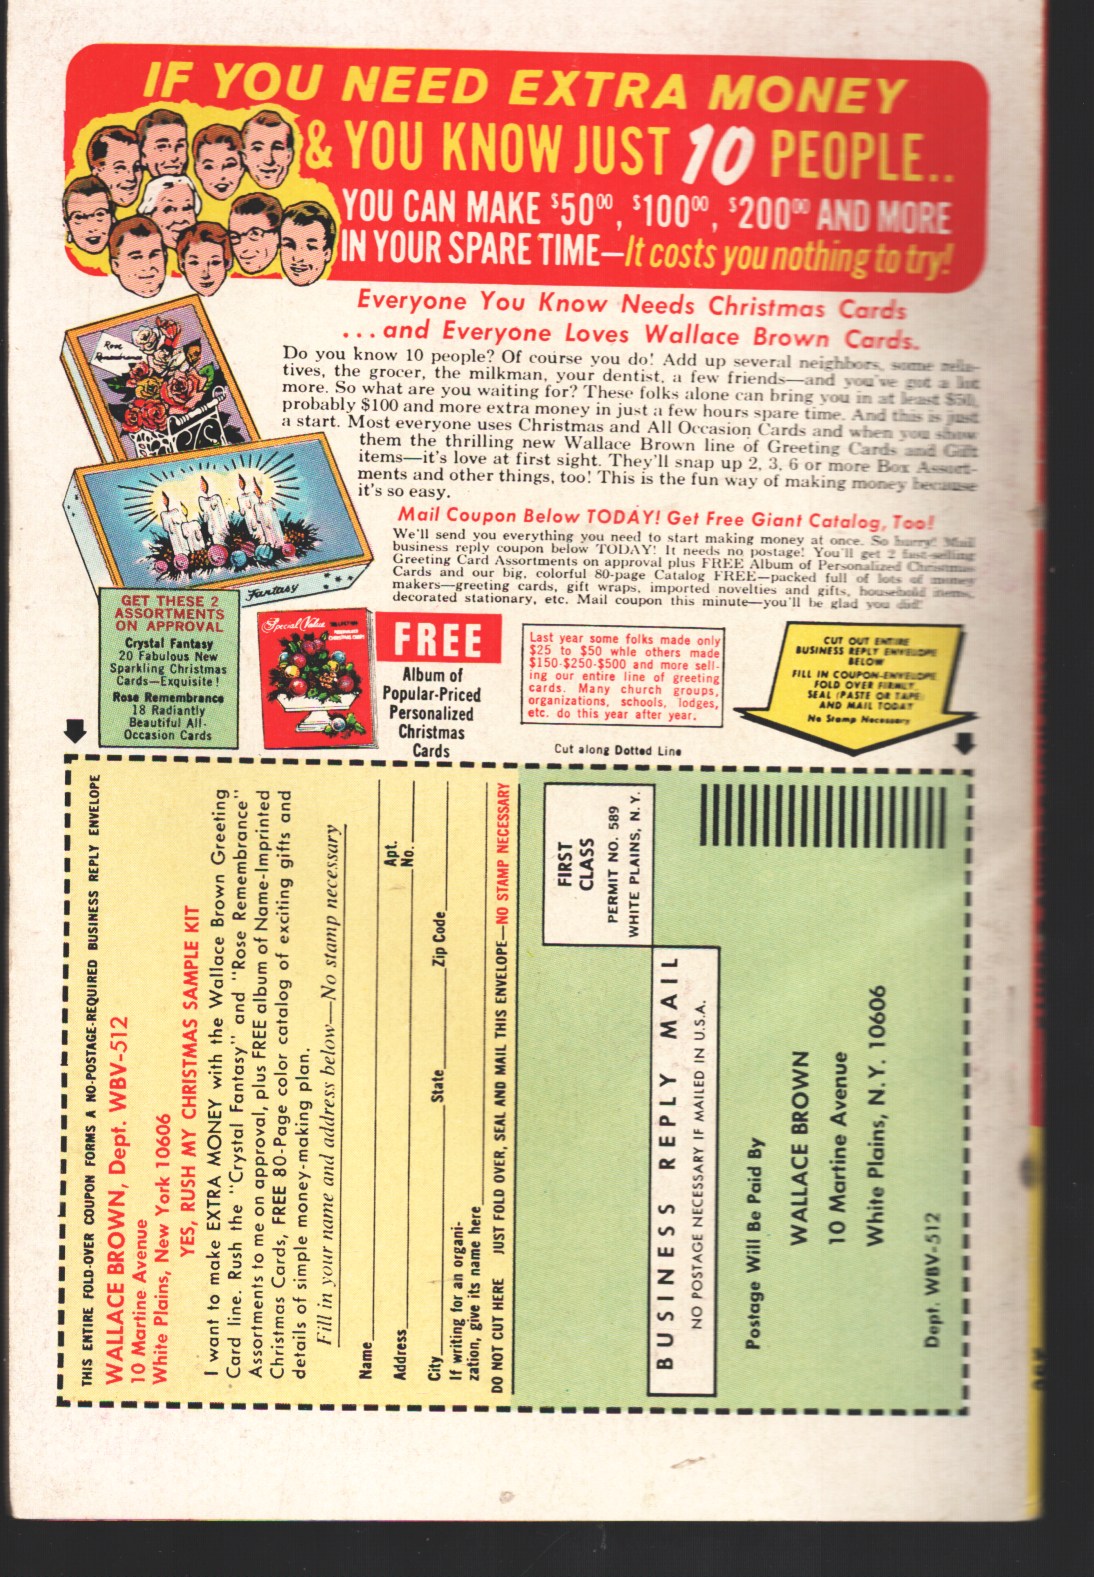 IF YOU NEED EXTRA MONEY
& YOU KNOW JUST 10 PEOPLE..
YOU CAN MAKE $50⁰⁰, $100⁰⁰, $200⁰⁰ AND MORE
IN YOUR SPARE TIME—It costs you nothing to try!
Everyone You Know Needs Christmas Cards
...and Everyone Loves Wallace Brown Cards.
Do you know 10 people? Of course you do! Add up several neighbors, some rela-
tives, the grocer, the milkman, your dentist, a few friends—and you've got a lot
more. So what are you waiting for? These folks alone can bring you in at least $50,
probably $100 and more extra money in just a few hours spare time. And this is just
a start. Most everyone uses Christmas and All Occasion Cards and when you show
them the thrilling new Wallace Brown line of Greeting Cards and Gift
items—it's love at first sight. They'll snap up 2, 3, 6 or more Box Assort-
ments and other things, too! This is the fun way of making money because
it's so easy.
Rose
Remembrance
Fantasy
Mail Coupon Below TODAY! Get Free Giant Catalog, Too!
We'll send you everything you need to start making money at once. So hurry! Mail
business reply coupon below TODAY! It needs no postage! You'll get 2 fast-selling
Greeting Card Assortments on approval plus FREE Album of Personalized Christmas
Cards and our big, colorful 80-page Catalog FREE—packed full of lots of money
makers—greeting cards, gift wraps, imported novelties and gifts, household items,
decorated stationary, etc. Mail coupon this minute—you'll be glad you did!
GET THESE 2
ASSORTMENTS
ON APPROVAL
Crystal Fantasy
20 Fabulous New
Sparkling Christmas
Cards—Exquisite!
Rose Remembrance
18 Radiantly
Beautiful All-
Occasion Cards
Special Value
FREE
Album of
Popular-Priced
Personalized
Christmas
Cards
Last year some folks made only
$25 to $50 whle others made
$150-$250-$500 and more sell-
ing our entire line of greeting
cards. Many church groups,
organizations, schools, lodges,
etc. do this year after year.
CUT OUT ENTIRE
BUSINESS REPLY ENVELOPE
BELOW
FILL IN COUPON-ENVELOPE
FOLD OVER FIRMLY
SEAL (PASTE OR TAPE)
AND MAIL TODAY
No Stamp Necessary
Cut along Dotted Line
THIS ENTIRE FOLD-OVER COUPON FORMS A NO-POSTAGE-REQUIRED BUSINESS REPLY ENVELOPE
WALLACE BROWN, Dept. WBV-512
10 Martine Avenue
White Plains, New York 10606
YES, RUSH MY CHRISTMAS SAMPLE KIT
I want to make EXTRA MONEY with the Wallace Brown Greeting
Card line. Rush the "Crystal Fantasy" and "Rose Remembrance"
Assortments to me on approval, plus FREE album of Name-Imprinted
Christmas Cards, FREE 80-Page color catalog of exciting gifts and
details of simple money-making plan.
Fill in your name and address below—No stamp necessary
Name
Address Apt. No.
City State Zip Code
If writing for an organi-
zation, give its name here
DO NOT CUT HERE JUST FOLD OVER, SEAL AND MAIL THIS ENVELOPE—NO STAMP NECESSARY
FIRST
CLASS
PERMIT NO. 589
WHITE PLAINS, N.Y.
BUSINESS REPLY MAIL
NO POSTAGE NECESSARY IF MAILED IN U.S.A.
Postage Will Be Paid By
WALLACE BROWN
10 Martine Avenue
White Plains, N. Y. 10606
Dept. WBV-512